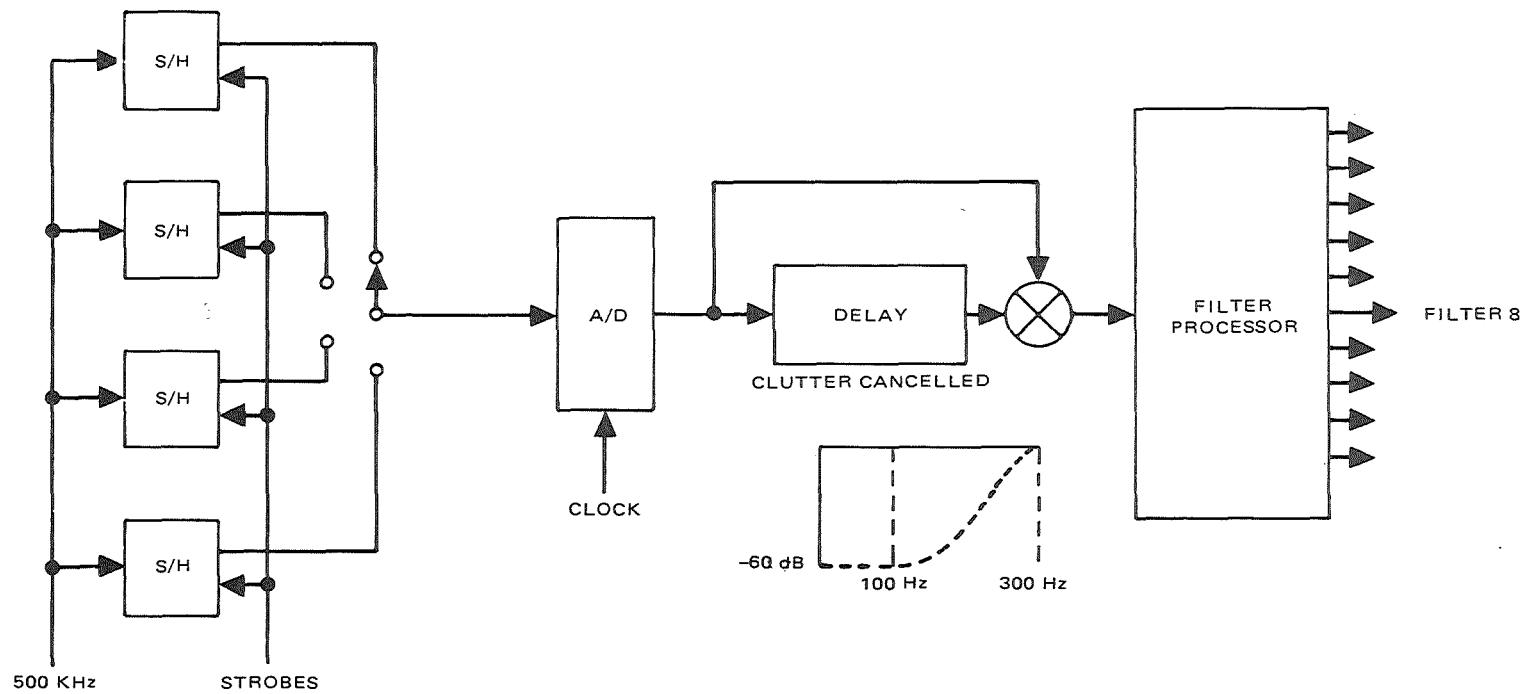 S/H
S/H
S/H
S/H
500 KHz
STROBES
A/D
CLOCK
DELAY
CLUTTER CANCELLED
-60 dB
100 Hz
300 Hz
FILTER
PROCESSOR
FILTER 8